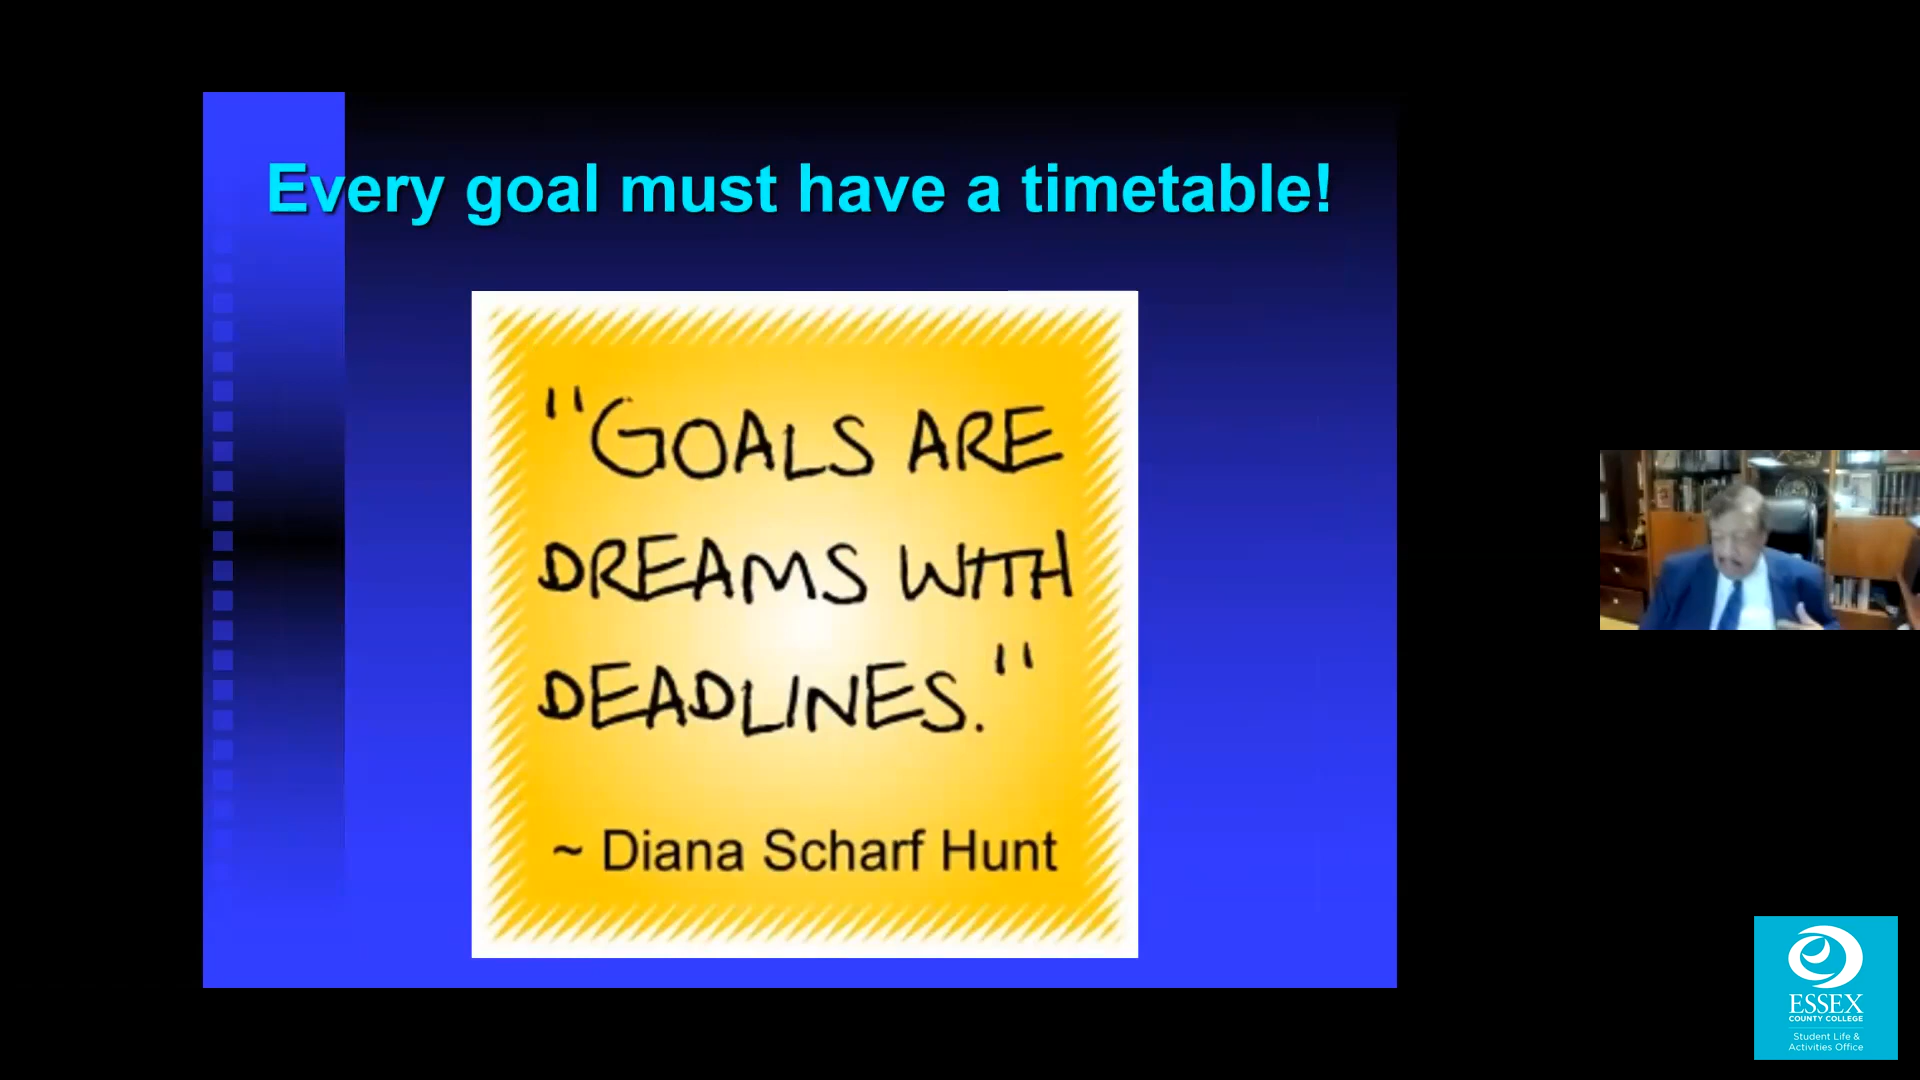 Every goal must have a timetable!
"GOALS ARE
DREAMS WITH
DEADLINES."
~ Diana Scharf Hunt
ESSEX
COUNTY COLLEGE
Student Life &
Activities Office